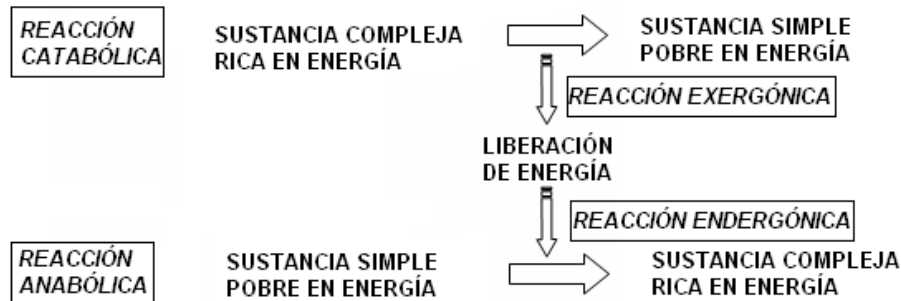 REACCIÓN
CATABÓLICA
SUSTANCIA COMPLEJA
RICA EN ENERGÍA
SUSTANCIA SIMPLE
POBRE EN ENERGÍA
REACCIÓN EXERGÓNICA
LIBERACIÓN
DE ENERGÍA
REACCIÓN ENDERGÓNICA
REACCIÓN
ANABÓLICA
SUSTANCIA SIMPLE
POBRE EN ENERGÍA
SUSTANCIA COMPLEJA
RICA EN ENERGÍA